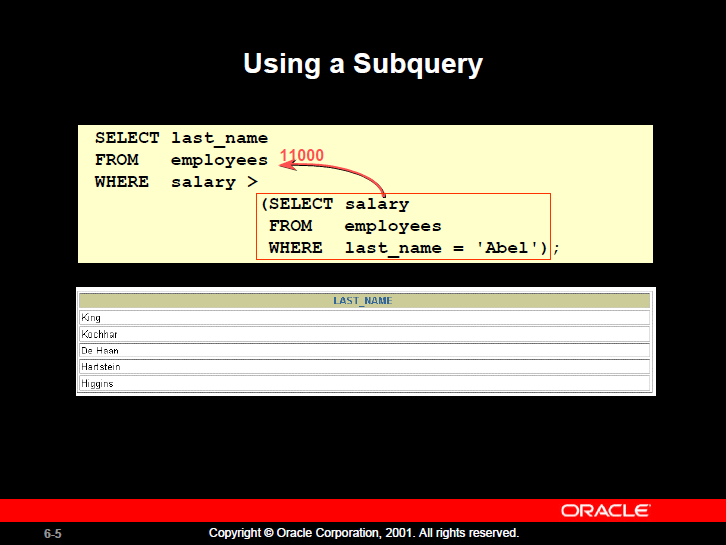 Using a Subquery
SELECT last_name
FROM employees 11000
WHERE salary >
(SELECT salary
FROM employees
WHERE last_name = 'Abel');
LAST_NAME
King
Kochhar
De Haan
Hartstein
Higgins
ORACLE
6-5 Copyright © Oracle Corporation, 2001. All rights reserved.